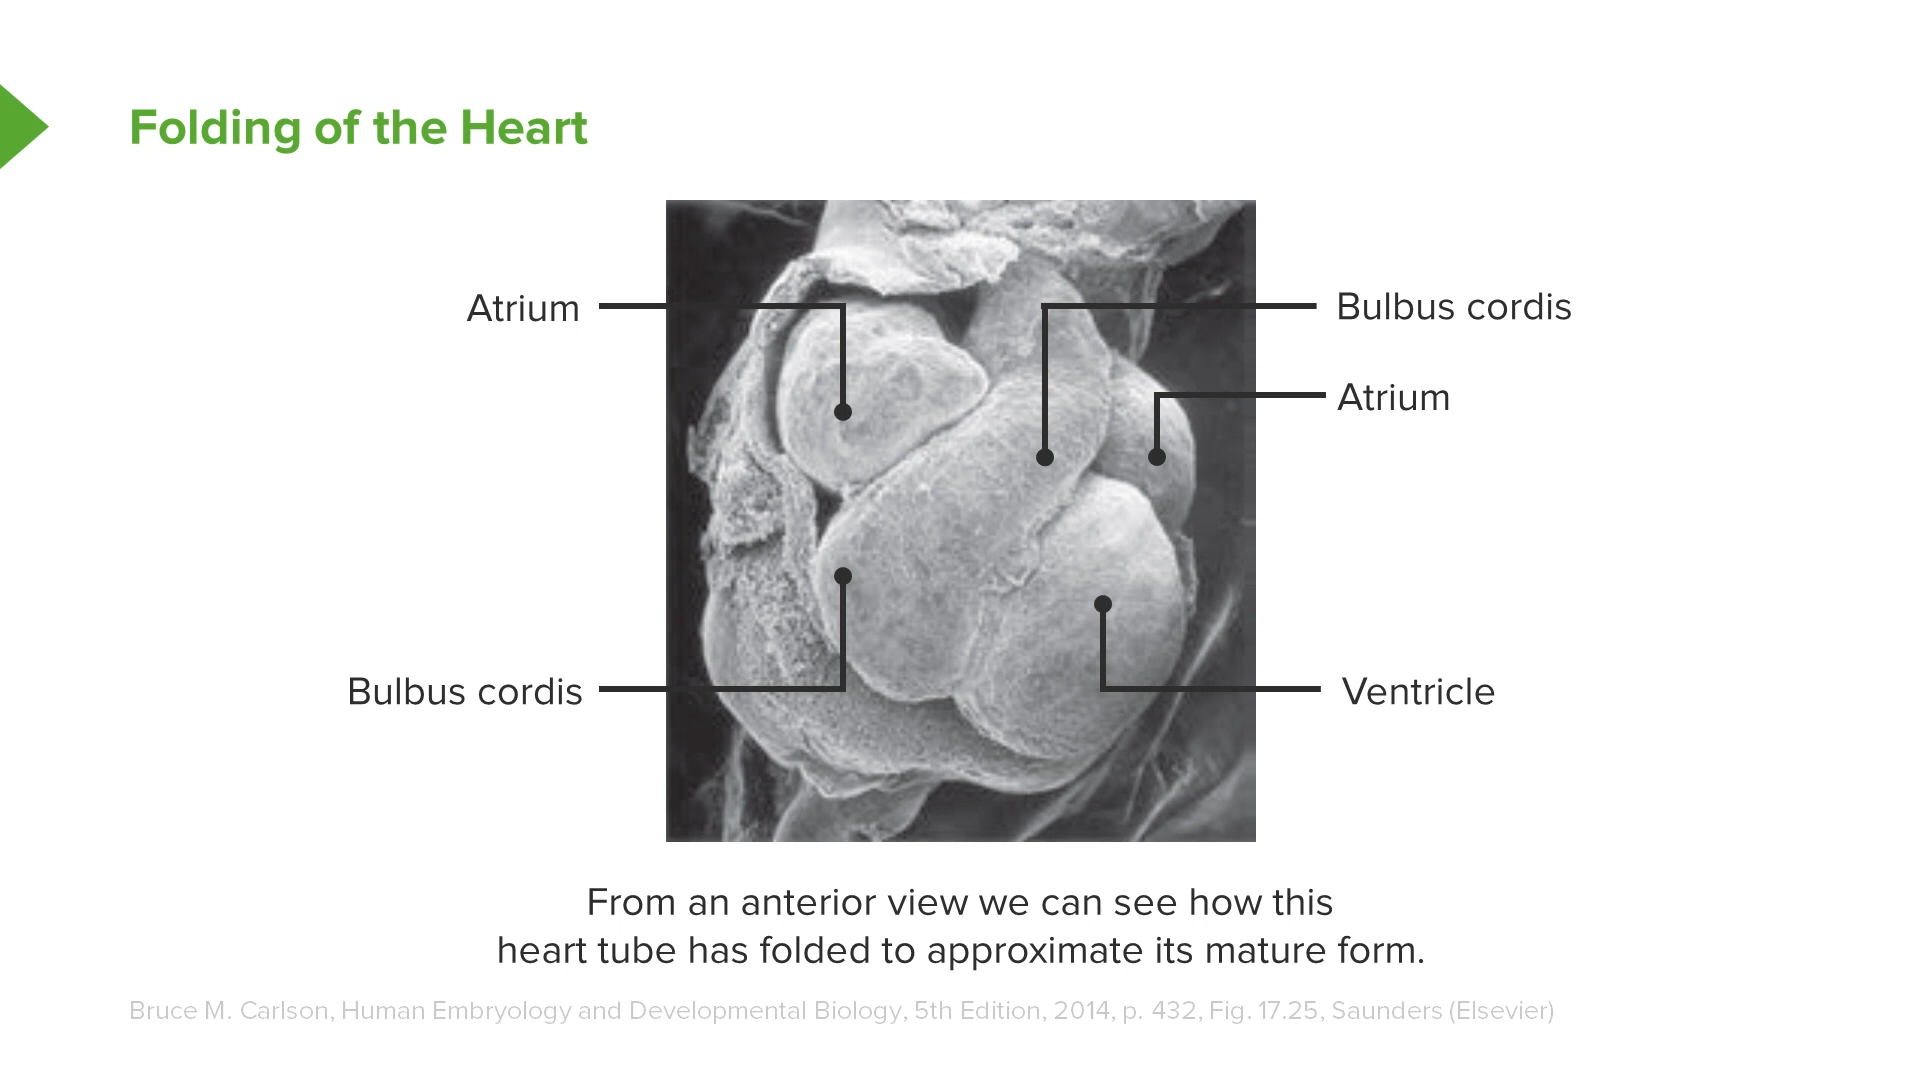 Folding of the Heart
Atrium
Bulbus cordis
Atrium
Bulbus cordis
Ventricle
From an anterior view we can see how this
heart tube has folded to approximate its mature form.
Bruce M. Carlson, Human Embryology and Developmental Biology, 5th Edition, 2014, p. 432, Fig. 17.25, Saunders (Elsevier)